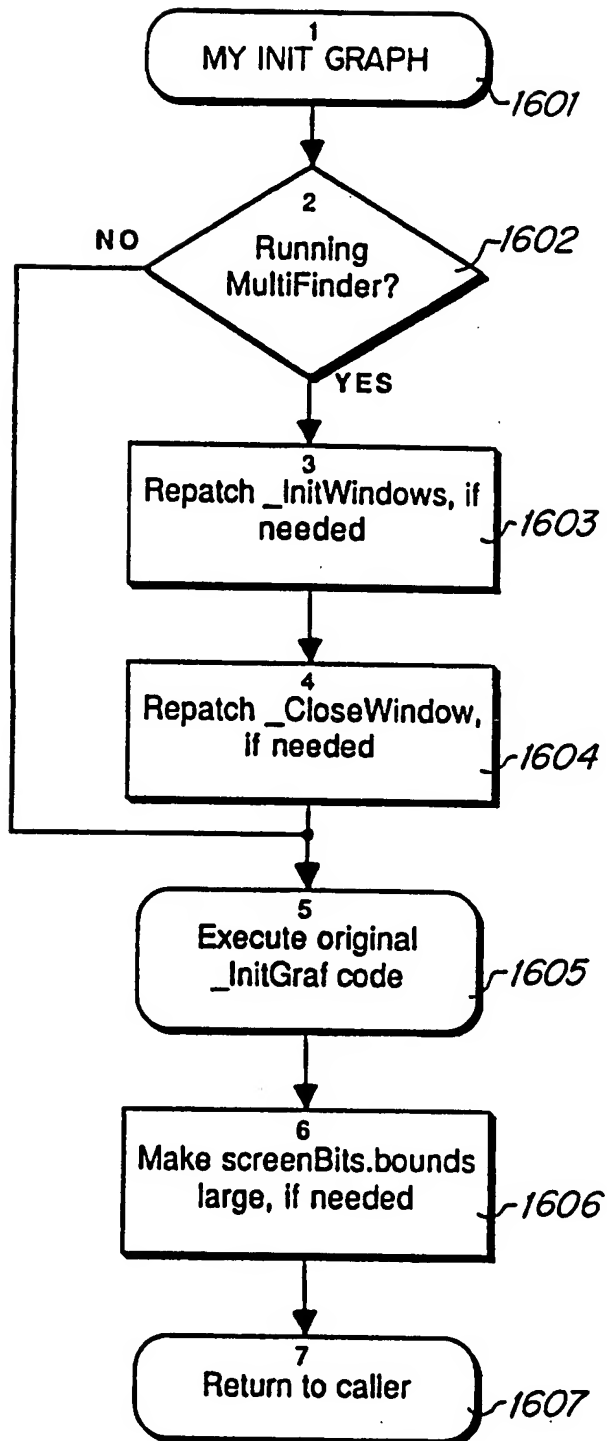 1
MY INIT GRAPH
1601
2
Running
MultiFinder?
1602
NO
YES
3
Repatch _InitWindows, if
needed
1603
4
Repatch _CloseWindow,
if needed
1604
5
Execute original
_InitGraf code
1605
6
Make screenBits.bounds
large, if needed
1606
7
Return to caller
1607